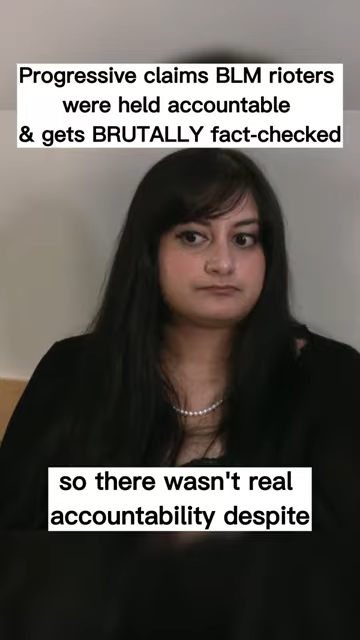 Progressive claims BLM rioters
were held accountable
& gets BRUTALLY fact-checked
so there wasn't real
accountability despite